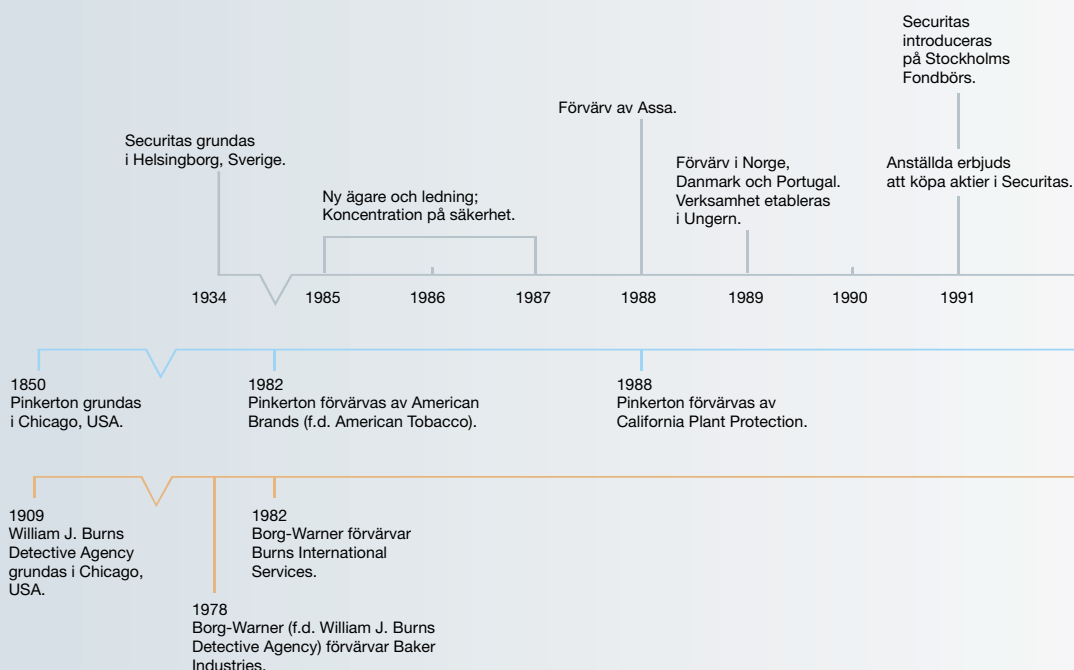 Securitas
introduceras
på Stockholms
Fondbörs.
Förvärv av Assa.
Securitas grundas
i Helsingborg, Sverige.
Förvärv i Norge,
Danmark och Portugal.
Verksamhet etableras
i Ungern.
Anställda erbjuds
att köpa aktier i Securitas.
Ny ägare och ledning;
Koncentration på säkerhet.
1934 1985 1986 1987 1988 1989 1990 1991
1850
Pinkerton grundas
i Chicago, USA.
1982
Pinkerton förvärvas av American
Brands (f.d. American Tobacco).
1988
Pinkerton förvärvas av
California Plant Protection.
1909
William J. Burns
Detective Agency
grundas i Chicago,
USA.
1982
Borg-Warner förvärvar
Burns International
Services.
1978
Borg-Warner (f.d. William J. Burns
Detective Agency) förvärvar Baker
Industries.